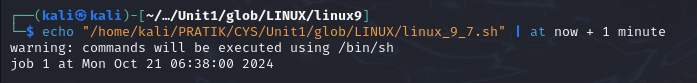 ┌──(kali㉿kali)-[~/…/Unit1/glob/LINUX/linux9]
└─$ echo "/home/kali/PRATIK/CYS/Unit1/glob/LINUX/linux_9_7.sh" | at now + 1 minute
warning: commands will be executed using /bin/sh
job 1 at Mon Oct 21 06:38:00 2024